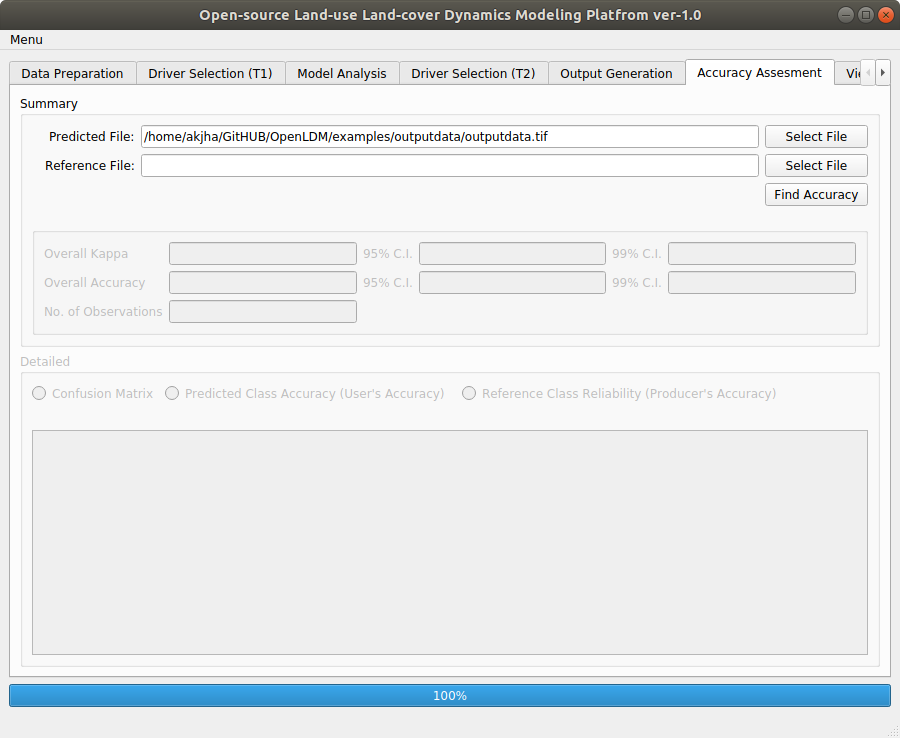 Open-source Land-use Land-cover Dynamics Modeling Platfrom ver-1.0
Menu
Data Preparation Driver Selection (T1) Model Analysis Driver Selection (T2) Output Generation Accuracy Assesment
Summary
Predicted File: /home/akjha/GitHUB/OpenLDM/examples/outputdata/outputdata.tif Select File
Reference File: Select File
Find Accuracy
Overall Kappa 95% C.I. 99% C.I.
Overall Accuracy 95% C.I. 99% C.I.
No. of Observations
Detailed
Confusion Matrix Predicted Class Accuracy (User's Accuracy) Reference Class Reliability (Producer's Accuracy)
100%